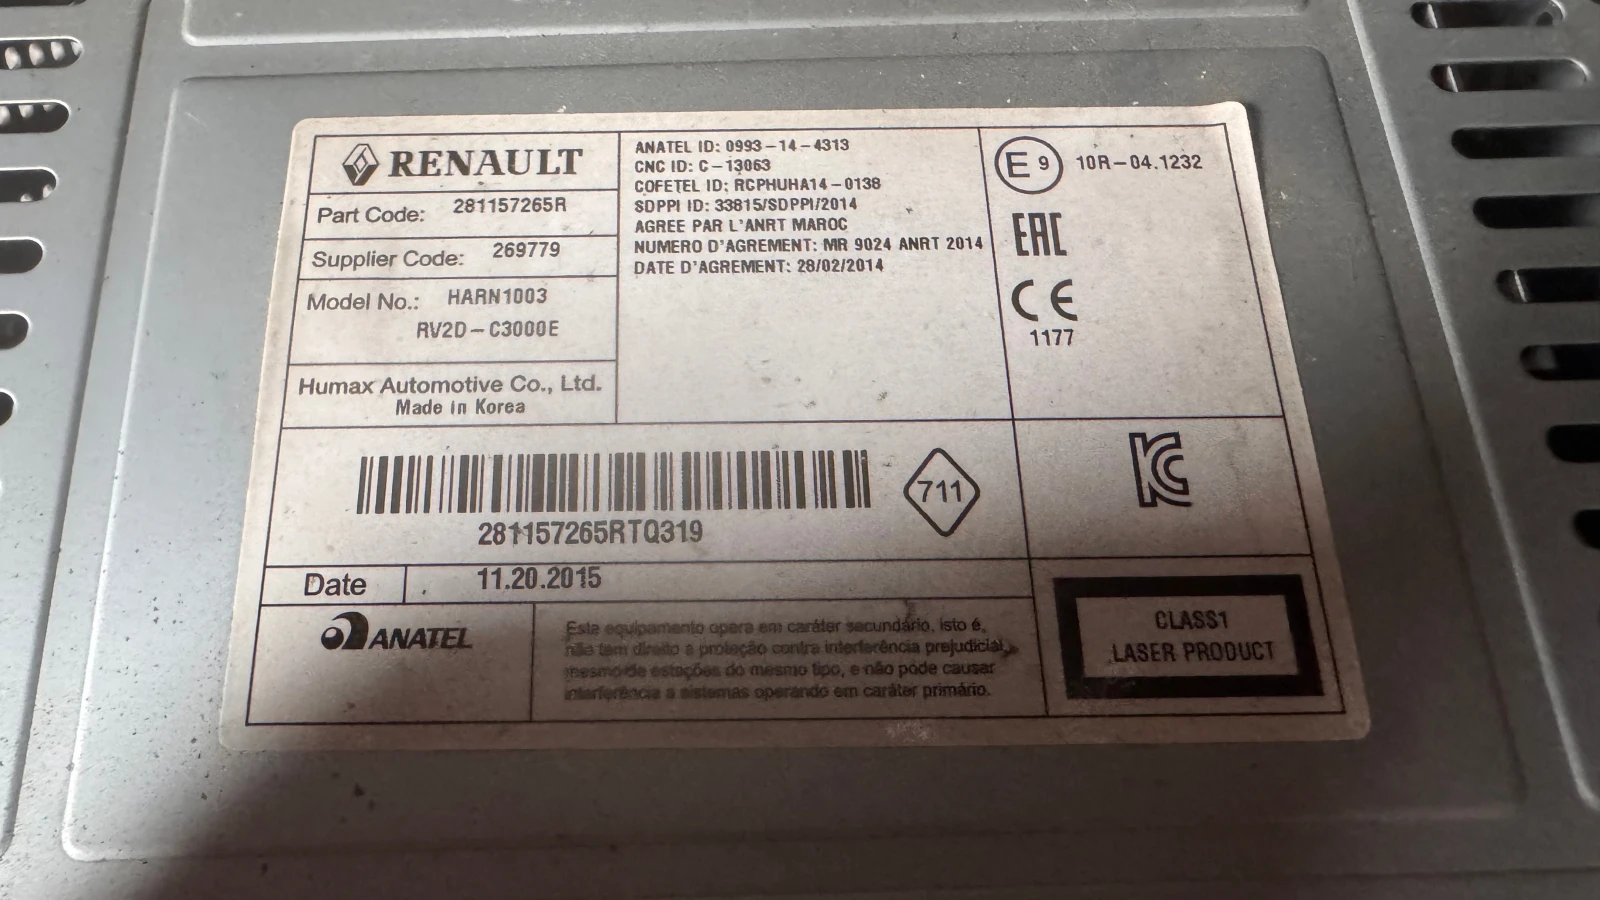 RENAULT
Part Code: 281157265R
Supplier Code: 269779
Model No.: HARN1003
RV2D-C3000E
Humax Automotive Co., Ltd.
Made in Korea
ANATEL ID: 0993-14-4313
CNC ID: C-13063
COFETEL ID: RCPHUHA14-0138
SDPPI ID: 33815/SDPPI/2014
AGREE PAR L'ANRT MAROC
NUMERO D'AGREMENT: MR 9024 ANRT 2014
DATE D'AGREMENT: 28/02/2014
E9 10R-04.1232
EAC
CE
1177
281157265RTQ319
711
KC
Date 11.20.2015
ANATEL
Este equipamento opera em caráter secundário, isto é,
não tem direito a proteção contra interferência prejudicial,
mesmo de estações do mesmo tipo, e não pode causar
interferência a sistemas operando em caráter primário.
CLASS1
LASER PRODUCT